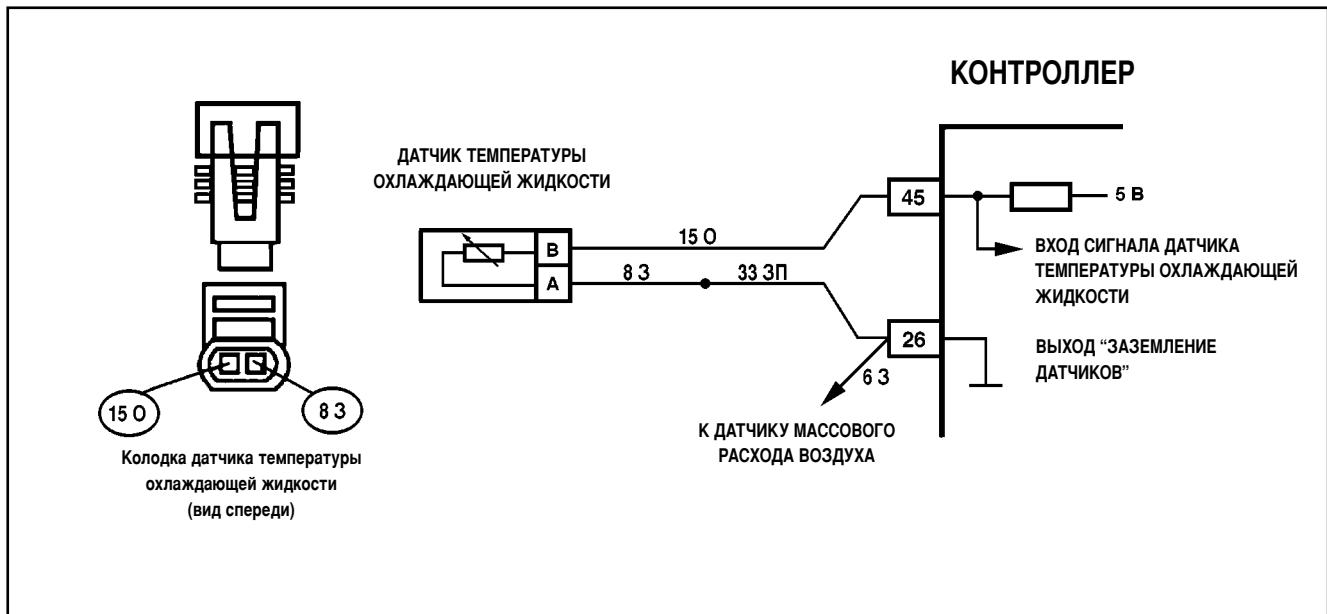 КОНТРОЛЛЕР
ДАТЧИК ТЕМПЕРАТУРЫ
ОХЛАЖДАЮЩЕЙ ЖИДКОСТИ
B
A
15 О
8 З
33 ЗП
45
5 В
ВХОД СИГНАЛА ДАТЧИКА
ТЕМПЕРАТУРЫ ОХЛАЖДАЮЩЕЙ
ЖИДКОСТИ
26
ВЫХОД “ЗАЗЕМЛЕНИЕ
ДАТЧИКОВ”
6 З
К ДАТЧИКУ МАССОВОГО
РАСХОДА ВОЗДУХА
15 О
8 З
Колодка датчика температуры
охлаждающей жидкости
(вид спереди)